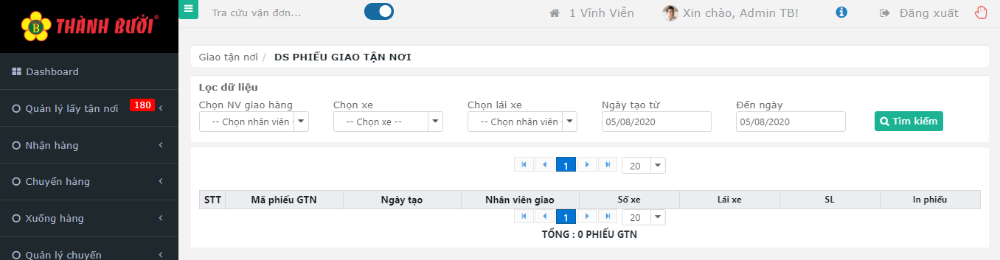 B THÀNH BƯỞI®
Tra cứu vận đơn...
1 Vĩnh Viễn
Xin chào, Admin TB!
Đăng xuất
Dashboard
Quản lý lấy tận nơi 180
Nhận hàng
Chuyển hàng
Xuống hàng
Quản lý chuyến
Giao tận nơi / DS PHIẾU GIAO TẬN NƠI
Lọc dữ liệu
Chọn NV giao hàng Chọn xe Chọn lái xe Ngày tạo từ Đến ngày
-- Chọn nhân viên - -- Chọn xe -- -- Chọn nhân viên - 05/08/2020 05/08/2020 Tìm kiếm
1 20
STT Mã phiếu GTN Ngày tạo Nhân viên giao Số xe Lái xe SL In phiếu
1 20
TỔNG : 0 PHIẾU GTN